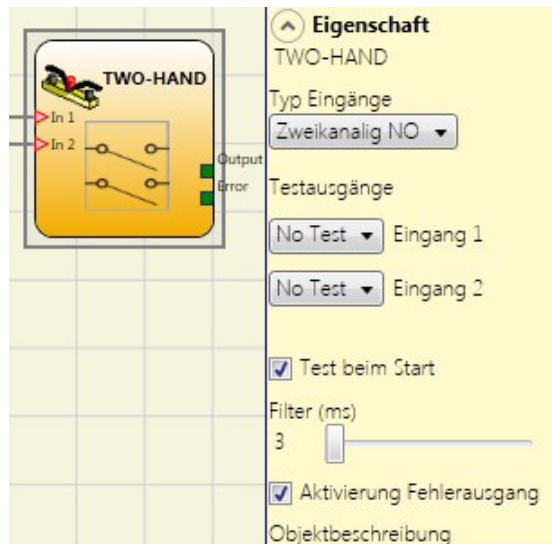 TWO-HAND
In 1
In 2
Output
Error
Eigenschaft
TWO-HAND
Typ Eingänge
Zweikanalig NO
Testausgänge
No Test Eingang 1
No Test Eingang 2
Test beim Start
Filter (ms)
3
Aktivierung Fehlerausgang
Objektbeschreibung